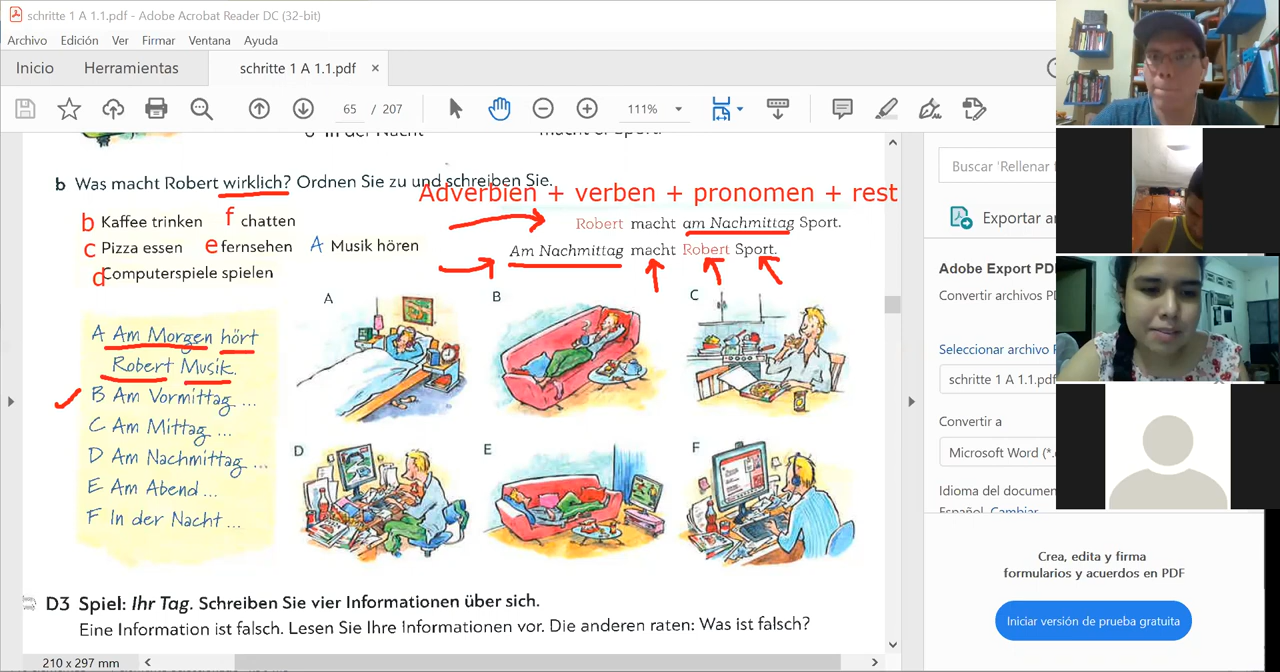 schritte 1 A 1.1.pdf - Adobe Acrobat Reader DC (32-bit)
Archivo Edición Ver Firmar Ventana Ayuda
Inicio Herramientas schritte 1 A 1.1.pdf ×
65 / 207 111%
In der Nacht
b Was macht Robert wirklich? Ordnen Sie zu und schreiben Sie.
Adverbien + verben + pronomen + rest
b Kaffee trinken f chatten
Robert macht am Nachmittag Sport.
c Pizza essen e fernsehen A Musik hören
Am Nachmittag macht Robert Sport.
d Computerspiele spielen
A B C
A Am Morgen hört
Robert Musik.
B Am Vormittag ...
C Am Mittag ...
D Am Nachmittag ...
E Am Abend ...
F In der Nacht ...
D E F
D3 Spiel: Ihr Tag. Schreiben Sie vier Informationen über sich.
Eine Information ist falsch. Lesen Sie Ihre Informationen vor. Die anderen raten: Was ist falsch?
210 x 297 mm
Buscar 'Rellenar
Exportar
Adobe Export PDF
Convertir archivos
Seleccionar archivo
schritte 1 A 1.1.pdf
Convertir a
Microsoft Word (*.
Idioma del documen
Español Cambiar
Crea, edita y firma
formularios y acuerdos en PDF
Iniciar versión de prueba gratuita